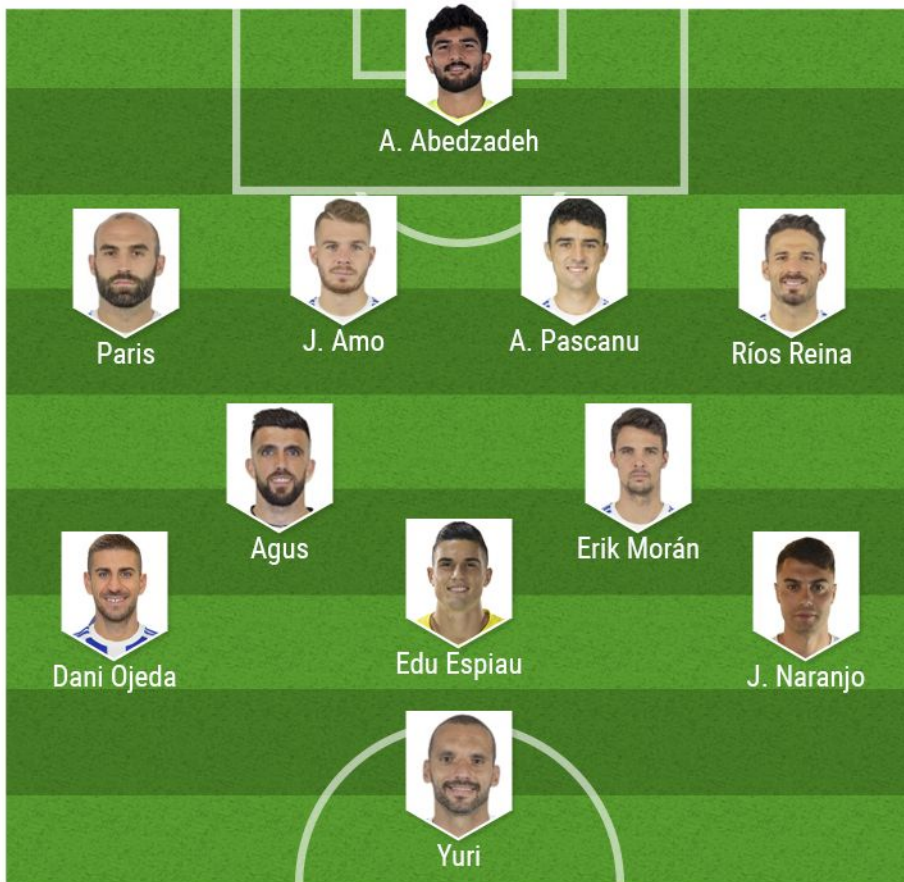 A. Abedzadeh
Paris
J. Amo
A. Pascanu
Ríos Reina
Agus
Erik Morán
Dani Ojeda
Edu Espiau
J. Naranjo
Yuri